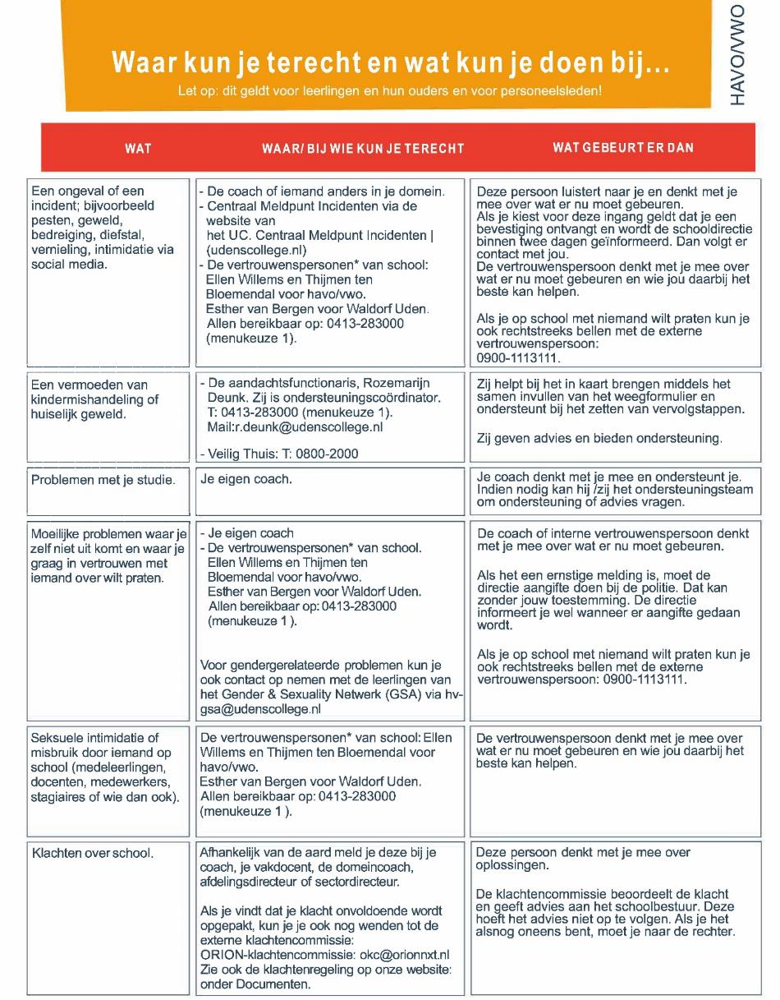 HAVO/VWO
Waar kun je terecht en wat kun je doen bij...
Let op: dit geldt voor leerlingen en hun ouders en voor personeelsleden!
WAT
WAAR/ BIJ WIE KUN JE TERECHT
WAT GEBEURT ER DAN
Een ongeval of een
incident; bijvoorbeeld
pesten, geweld,
bedreiging, diefstal,
vernieling, intimidatie via
social media.
- De coach of iemand anders in je domein.
- Centraal Meldpunt Incidenten via de
website van
het UC. Centraal Meldpunt Incidenten |
(udenscollege.nl)
- De vertrouwenspersonen* van school:
Ellen Willems en Thijmen ten
Bloemendal voor havo/vwo.
Esther van Bergen voor Waldorf Uden.
Allen bereikbaar op: 0413-283000
(menukeuze 1).
Deze persoon luistert naar je en denkt met je
mee over wat er nu moet gebeuren.
Als je kiest voor deze ingang geldt dat je een
bevestiging ontvangt en wordt de schooldirectie
binnen twee dagen geïnformeerd. Dan volgt er
contact met jou.
De vertrouwenspersoon denkt met je mee over
wat er nu moet gebeuren en wie jou daarbij het
beste kan helpen.
Als je op school met niemand wilt praten kun je
ook rechtstreeks bellen met de externe
vertrouwenspersoon:
0900-1113111.
Een vermoeden van
kindermishandeling of
huiselijk geweld.
- De aandachtsfunctionaris, Rozemarijn
Deunk. Zij is ondersteuningscoördinator.
T: 0413-283000 (menukeuze 1).
Mail:r.deunk@udenscollege.nl
- Veilig Thuis: T: 0800-2000
Zij helpt bij het in kaart brengen middels het
samen invullen van het weegformulier en
ondersteunt bij het zetten van vervolgstappen.
Zij geven advies en bieden ondersteuning.
Problemen met je studie.
Je eigen coach.
Je coach denkt met je mee en ondersteunt je.
Indien nodig kan hij /zij het ondersteuningsteam
om ondersteuning of advies vragen.
Moeilijke problemen waar je
zelf niet uit komt en waar je
graag in vertrouwen met
iemand over wilt praten.
- Je eigen coach
- De vertrouwenspersonen* van school.
Ellen Willems en Thijmen ten
Bloemendal voor havo/vwo.
Esther van Bergen voor Waldorf Uden.
Allen bereikbaar op: 0413-283000
(menukeuze 1 ).
Voor gendergerelateerde problemen kun je
ook contact op nemen met de leerlingen van
het Gender & Sexuality Netwerk (GSA) via hv-
gsa@udenscollege.nl
De coach of interne vertrouwenspersoon denkt
met je mee over wat er nu moet gebeuren.
Als het een ernstige melding is, moet de
directie aangifte doen bij de politie. Dat kan
zonder jouw toestemming. De directie
informeert je wel wanneer er aangifte gedaan
wordt.
Als je op school met niemand wilt praten kun je
ook rechtstreeks bellen met de externe
vertrouwenspersoon: 0900-1113111.
Seksuele intimidatie of
misbruik door iemand op
school (medeleerlingen,
docenten, medewerkers,
stagiaires of wie dan ook).
De vertrouwenspersonen* van school: Ellen
Willems en Thijmen ten Bloemendal voor
havo/vwo.
Esther van Bergen voor Waldorf Uden.
Allen bereikbaar op: 0413-283000
(menukeuze 1 ).
De vertrouwenspersoon denkt met je mee over
wat er nu moet gebeuren en wie jou daarbij het
beste kan helpen.
Klachten over school.
Afhankelijk van de aard meld je deze bij je
coach, je vakdocent, de domeincoach,
afdelingsdirecteur of sectordirecteur.
Als je vindt dat je klacht onvoldoende wordt
opgepakt, kun je je ook nog wenden tot de
externe klachtencommissie:
ORION-klachtencommissie: okc@orionnxt.nl
Zie ook de klachtenregeling op onze website:
onder Documenten.
Deze persoon denkt met je mee over
oplossingen.
De klachtencommissie beoordeelt de klacht
en geeft advies aan het schoolbestuur. Deze
hoeft het advies niet op te volgen. Als je het
alsnog oneens bent, moet je naar de rechter.